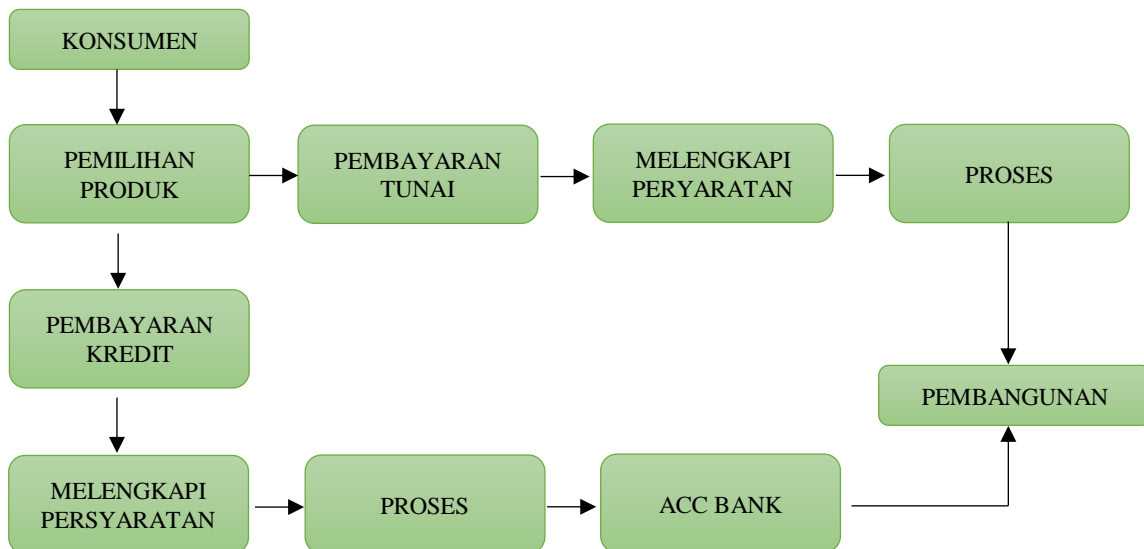 KONSUMEN
PEMILIHAN
PRODUK
PEMBAYARAN
TUNAI
MELENGKAPI
PERYARATAN
PROSES
PEMBAYARAN
KREDIT
PEMBANGUNAN
MELENGKAPI
PERSYARATAN
PROSES
ACC BANK